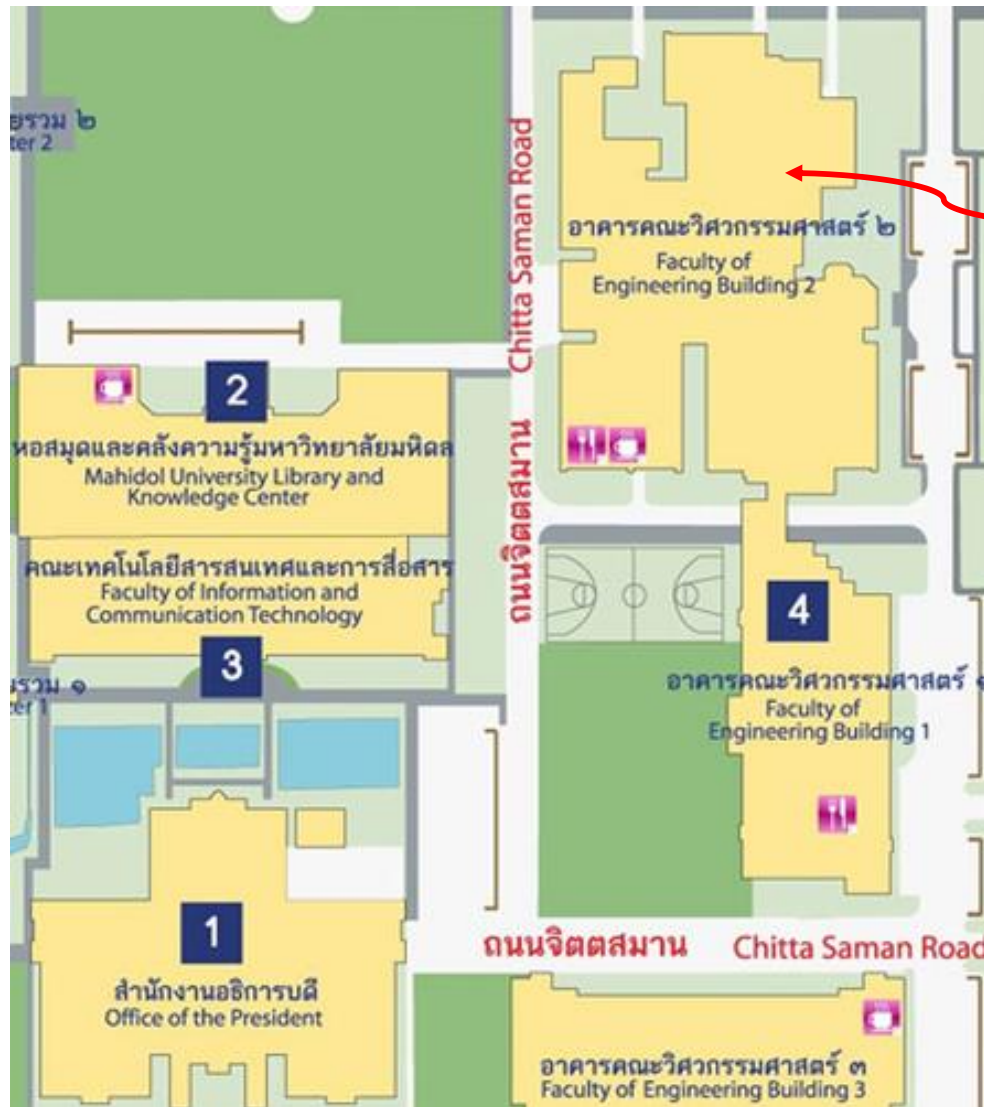 ยรวม ๒
ter 2
Chitta Saman Road
ถนนจิตตสมาน
อาคารคณะวิศวกรรมศาสตร์ ๒
Faculty of
Engineering Building 2
2
หอสมุดและคลังความรู้มหาวิทยาลัยมหิดล
Mahidol University Library and
Knowledge Center
คณะเทคโนโลยีสารสนเทศและการสื่อสาร
Faculty of Information and
Communication Technology
3
4
อาคารคณะวิศวกรรมศาสตร์ ๑
Faculty of
Engineering Building 1
ยรวม ๑
ter 1
1
สำนักงานอธิการบดี
Office of the President
ถนนจิตตสมาน Chitta Saman Road
อาคารคณะวิศวกรรมศาสตร์ ๓
Faculty of Engineering Building 3